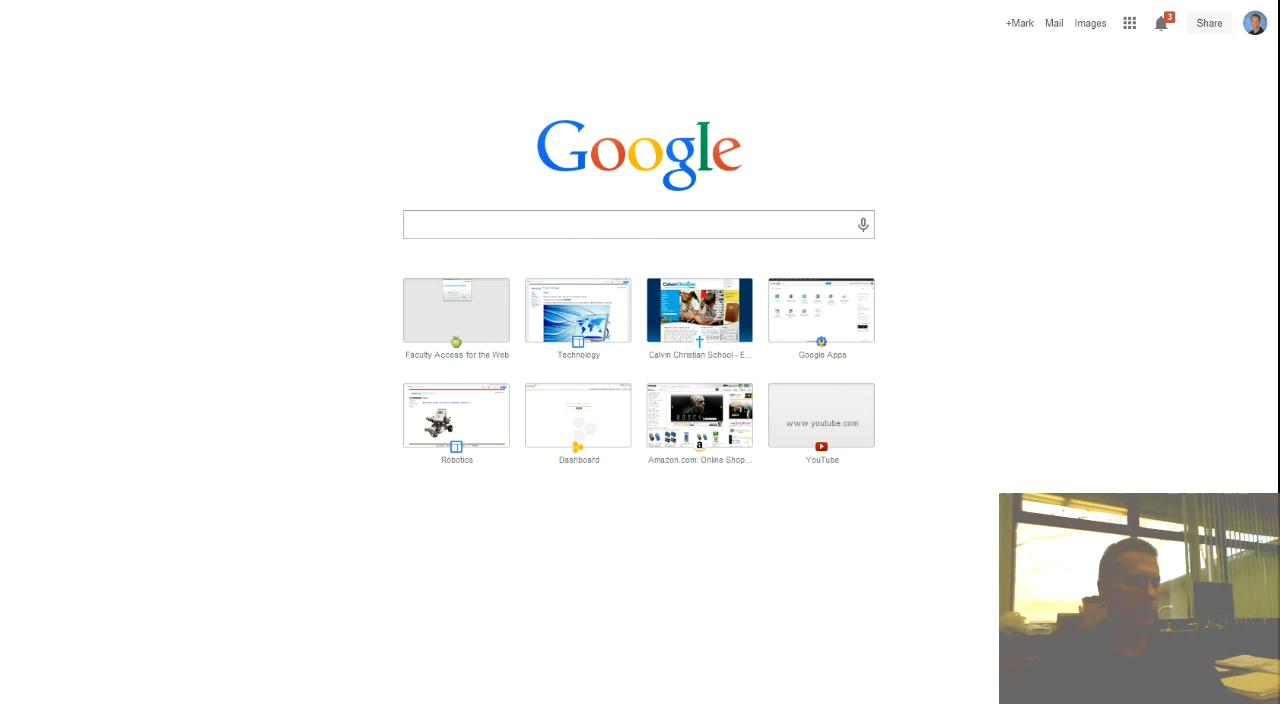 +Mark Mail Images 3 Share
Google
Faculty Access for the Web Technology Calvin Christian School - E... Google Apps
www.youtube.com
Robotics Dashboard Amazon.com: Online Shop... YouTube